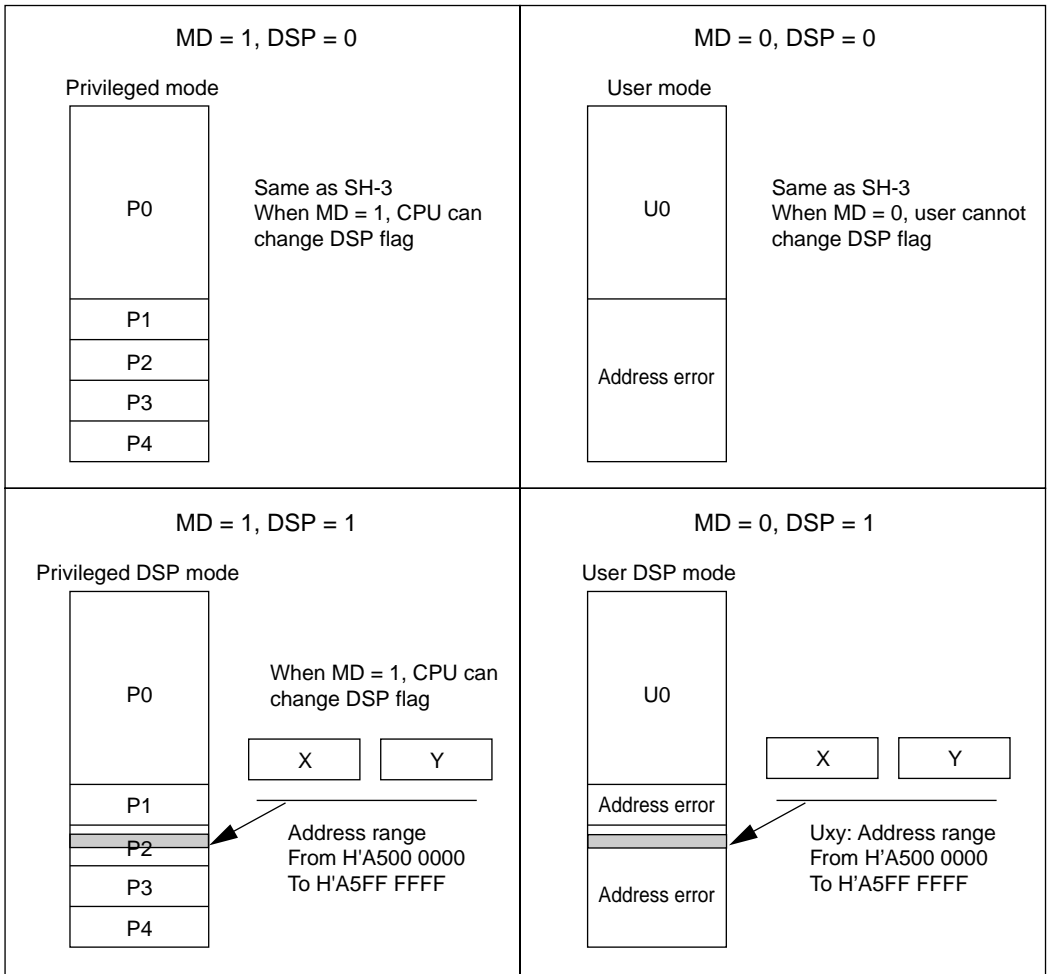 MD = 1, DSP = 0
Privileged mode
P0
Same as SH-3
When MD = 1, CPU can
change DSP flag
P1
P2
P3
P4
MD = 0, DSP = 0
User mode
U0
Same as SH-3
When MD = 0, user cannot
change DSP flag
Address error
MD = 1, DSP = 1
Privileged DSP mode
P0
When MD = 1, CPU can
change DSP flag
X
Y
P1
P2
P3
P4
Address range
From H'A500 0000
To H'A5FF FFFF
MD = 0, DSP = 1
User DSP mode
U0
X
Y
Address error
Uxy: Address range
From H’A500 0000
To H’A5FF FFFF
Address error